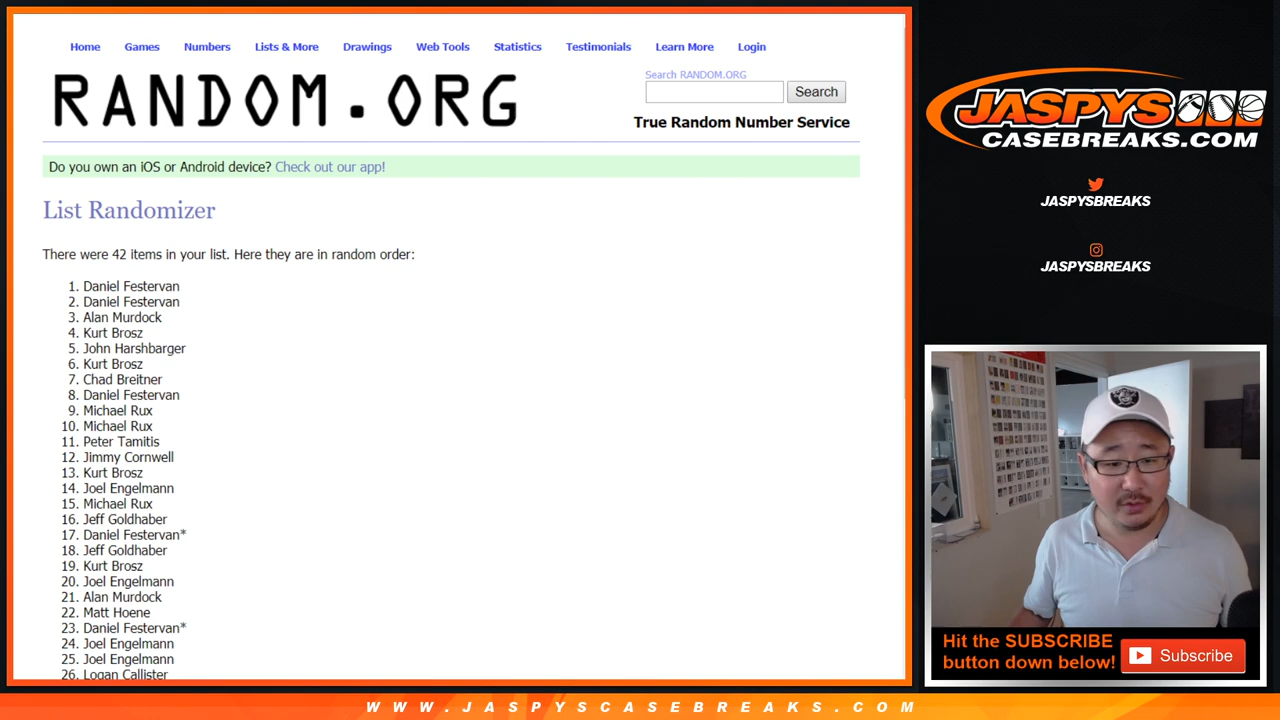 Home Games Numbers Lists & More Drawings Web Tools Statistics Testimonials Learn More Login
RANDOM.ORG
Search RANDOM.ORG
Search
True Random Number Service
Do you own an iOS or Android device? Check out our app!
List Randomizer
There were 42 items in your list. Here they are in random order:
1. Daniel Festervan
2. Daniel Festervan
3. Alan Murdock
4. Kurt Brosz
5. John Harshbarger
6. Kurt Brosz
7. Chad Breitner
8. Daniel Festervan
9. Michael Rux
10. Michael Rux
11. Peter Tamitis
12. Jimmy Cornwell
13. Kurt Brosz
14. Joel Engelmann
15. Michael Rux
16. Jeff Goldhaber
17. Daniel Festervan*
18. Jeff Goldhaber
19. Kurt Brosz
20. Joel Engelmann
21. Alan Murdock
22. Matt Hoene
23. Daniel Festervan*
24. Joel Engelmann
25. Joel Engelmann
26. Logan Callister
JASPYS
CASEBREAKS.COM
JASPYSBREAKS
JASPYSBREAKS
Hit the SUBSCRIBE
button down below!
Subscribe
WWW.JASPYSCASEBREAKS.COM